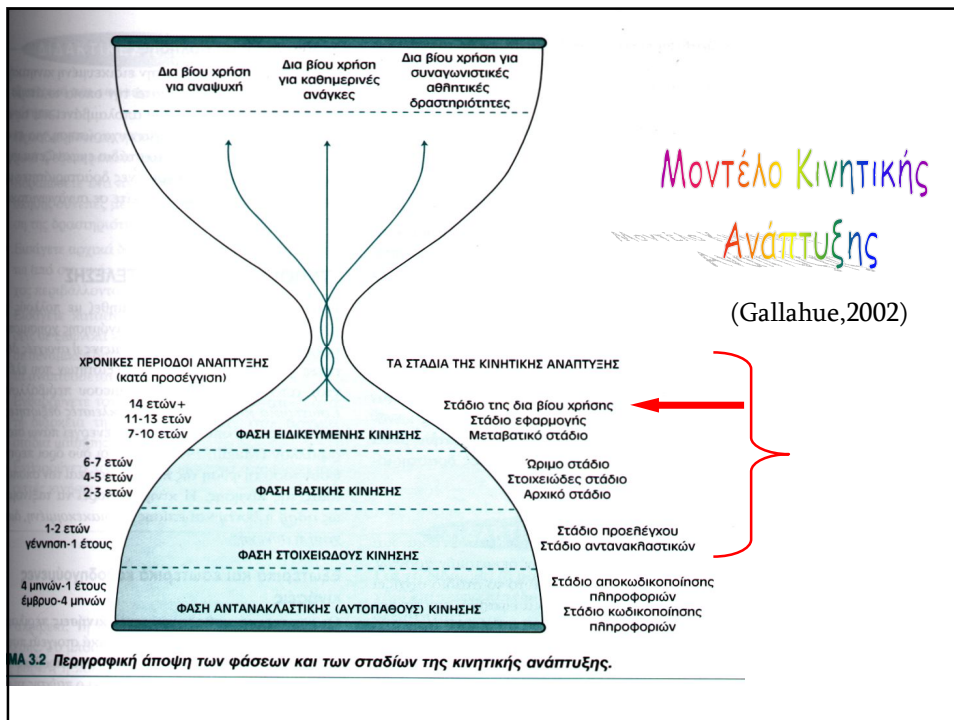 Δια βίου χρήση
για αναψυχή
Δια βίου χρήση
για καθημερινές
ανάγκες
Δια βίου χρήση για
συναγωνιστικές
αθλητικές
δραστηριότητες
Μοντέλο Κινητικής
Ανάπτυξης
(Gallahue,2002)
ΧΡΟΝΙΚΕΣ ΠΕΡΙΟΔΟΙ ΑΝΑΠΤΥΞΗΣ
(κατά προσέγγιση)
ΤΑ ΣΤΑΔΙΑ ΤΗΣ ΚΙΝΗΤΙΚΗΣ ΑΝΑΠΤΥΞΗΣ
14 ετών+
11-13 ετών
7-10 ετών
ΦΑΣΗ ΕΙΔΙΚΕΥΜΕΝΗΣ ΚΙΝΗΣΗΣ
Στάδιο της δια βίου χρήσης
Στάδιο εφαρμογής
Μεταβατικό στάδιο
6-7 ετών
4-5 ετών
2-3 ετών
ΦΑΣΗ ΒΑΣΙΚΗΣ ΚΙΝΗΣΗΣ
Ώριμο στάδιο
Στοιχειώδες στάδιο
Αρχικό στάδιο
1-2 ετών
γέννηση-1 έτους
ΦΑΣΗ ΣΤΟΙΧΕΙΩΔΟΥΣ ΚΙΝΗΣΗΣ
Στάδιο προελέγχου
Στάδιο αντανακλαστικών
4 μηνών-1 έτους
έμβρυο-4 μηνών
ΦΑΣΗ ΑΝΤΑΝΑΚΛΑΣΤΙΚΗΣ (ΑΥΤΟΠΑΘΟΥΣ) ΚΙΝΗΣΗΣ
Στάδιο αποκωδικοποίησης
πληροφοριών
Στάδιο κωδικοποίησης
πληροφοριών
ΜΑ 3.2 Περιγραφική άποψη των φάσεων και των σταδίων της κινητικής ανάπτυξης.